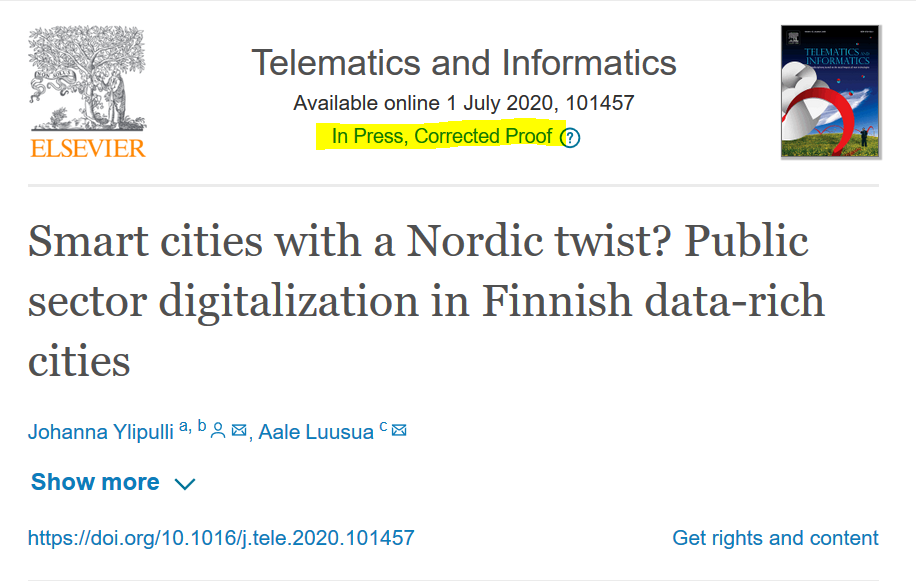 Telematics and Informatics
Available online 1 July 2020, 101457
In Press, Corrected Proof ?
ELSEVIER
TELEMATICS AND
INFORMATICS
Smart cities with a Nordic twist? Public
sector digitalization in Finnish data-rich
cities
Johanna Ylipulli a, b, Aale Luusua c
Show more
https://doi.org/10.1016/j.tele.2020.101457
Get rights and content